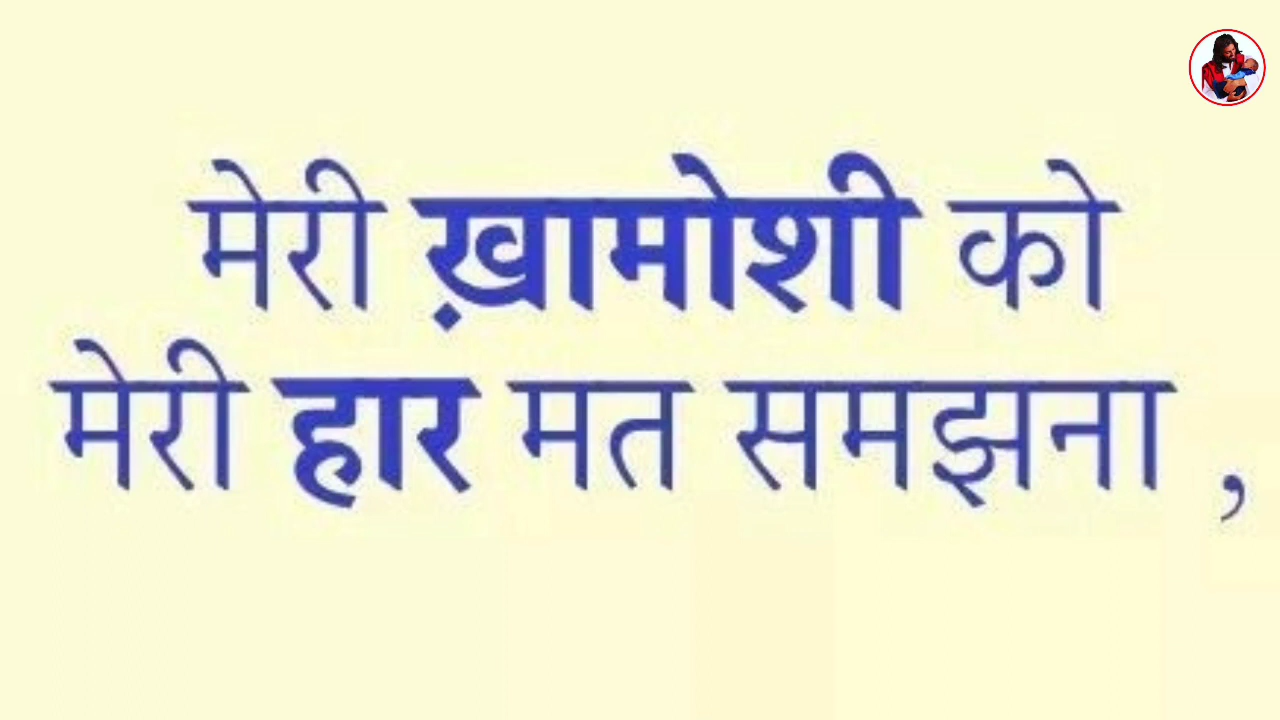 मेरी ख़ामोशी को
मेरी हार मत समझना ,